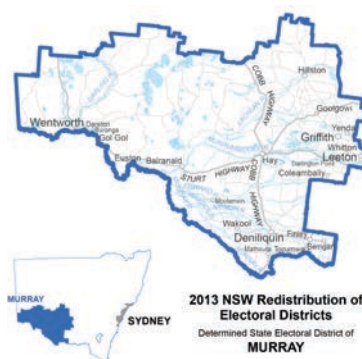 COBB HIGHWAY
Hillston
Goolgowi
Wentworth
Dareton
Buronga
Gol Gol
Yenda
Griffith
Whitton
Leeton
Euston
Balranald
Hay
Darlington Point
Coleambally
STURT HIGHWAY
COBB HIGHWAY
Moulamein
Wakool
Deniliquin
Finley
Mathoura
Tocumwal
Berrigan
MURRAY
SYDNEY
2013 NSW Redistribution of
Electoral Districts
Determined State Electoral District of
MURRAY